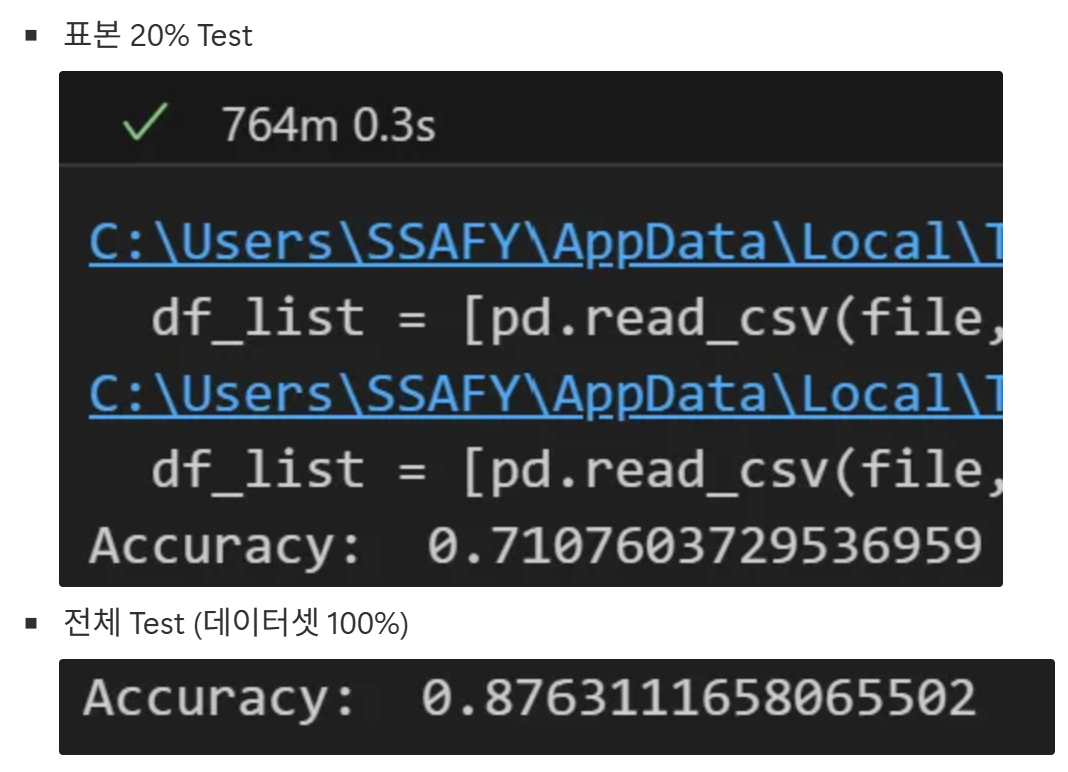 표본 20% Test
764m 0.3s
C:\Users\SSAFY\AppData\Local\T
df_list = [pd.read_csv(file,
C:\Users\SSAFY\AppData\Local\T
df_list = [pd.read_csv(file,
Accuracy: 0.7107603729536959
전체 Test (데이터셋 100%)
Accuracy: 0.8763111658065502